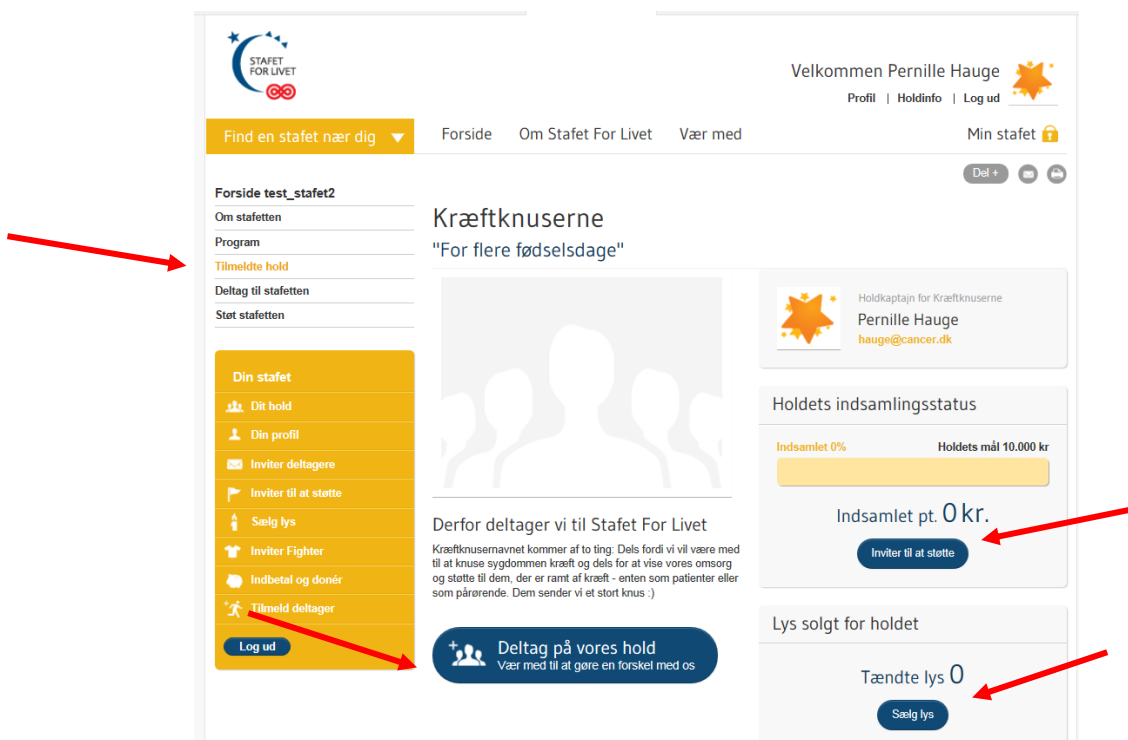 STAFET
FOR LIVET
Velkommen Pernille Hauge
Profil | Holdinfo | Log ud
Find en stafet nær dig
Forside
Om Stafet For Livet
Vær med
Min stafet
Del +
Forside test_stafet2
Om stafetten
Program
Tilmeldte hold
Deltag til stafetten
Støt stafetten
Din stafet
Dit hold
Din profil
Inviter deltagere
Inviter til at støtte
Sælg lys
Inviter Fighter
Indbetal og donér
Tilmeld deltager
Log ud
Kræftknuserne
"For flere fødselsdage"
Derfor deltager vi til Stafet For Livet
Kræftknusernavnet kommer af to ting: Dels fordi vi vil være med
til at knuse sygdommen kræft og dels for at vise vores omsorg
og støtte til dem, der er ramt af kræft - enten som patienter eller
som pårørende. Dem sender vi et stort knus :)
Deltag på vores hold
Vær med til at gøre en forskel med os
Holdkaptajn for Kræftknuserne
Pernille Hauge
hauge@cancer.dk
Holdets indsamlingsstatus
Indsamlet 0%
Holdets mål 10.000 kr
Indsamlet pt. 0 kr.
Inviter til at støtte
Lys solgt for holdet
Tændte lys 0
Sælg lys